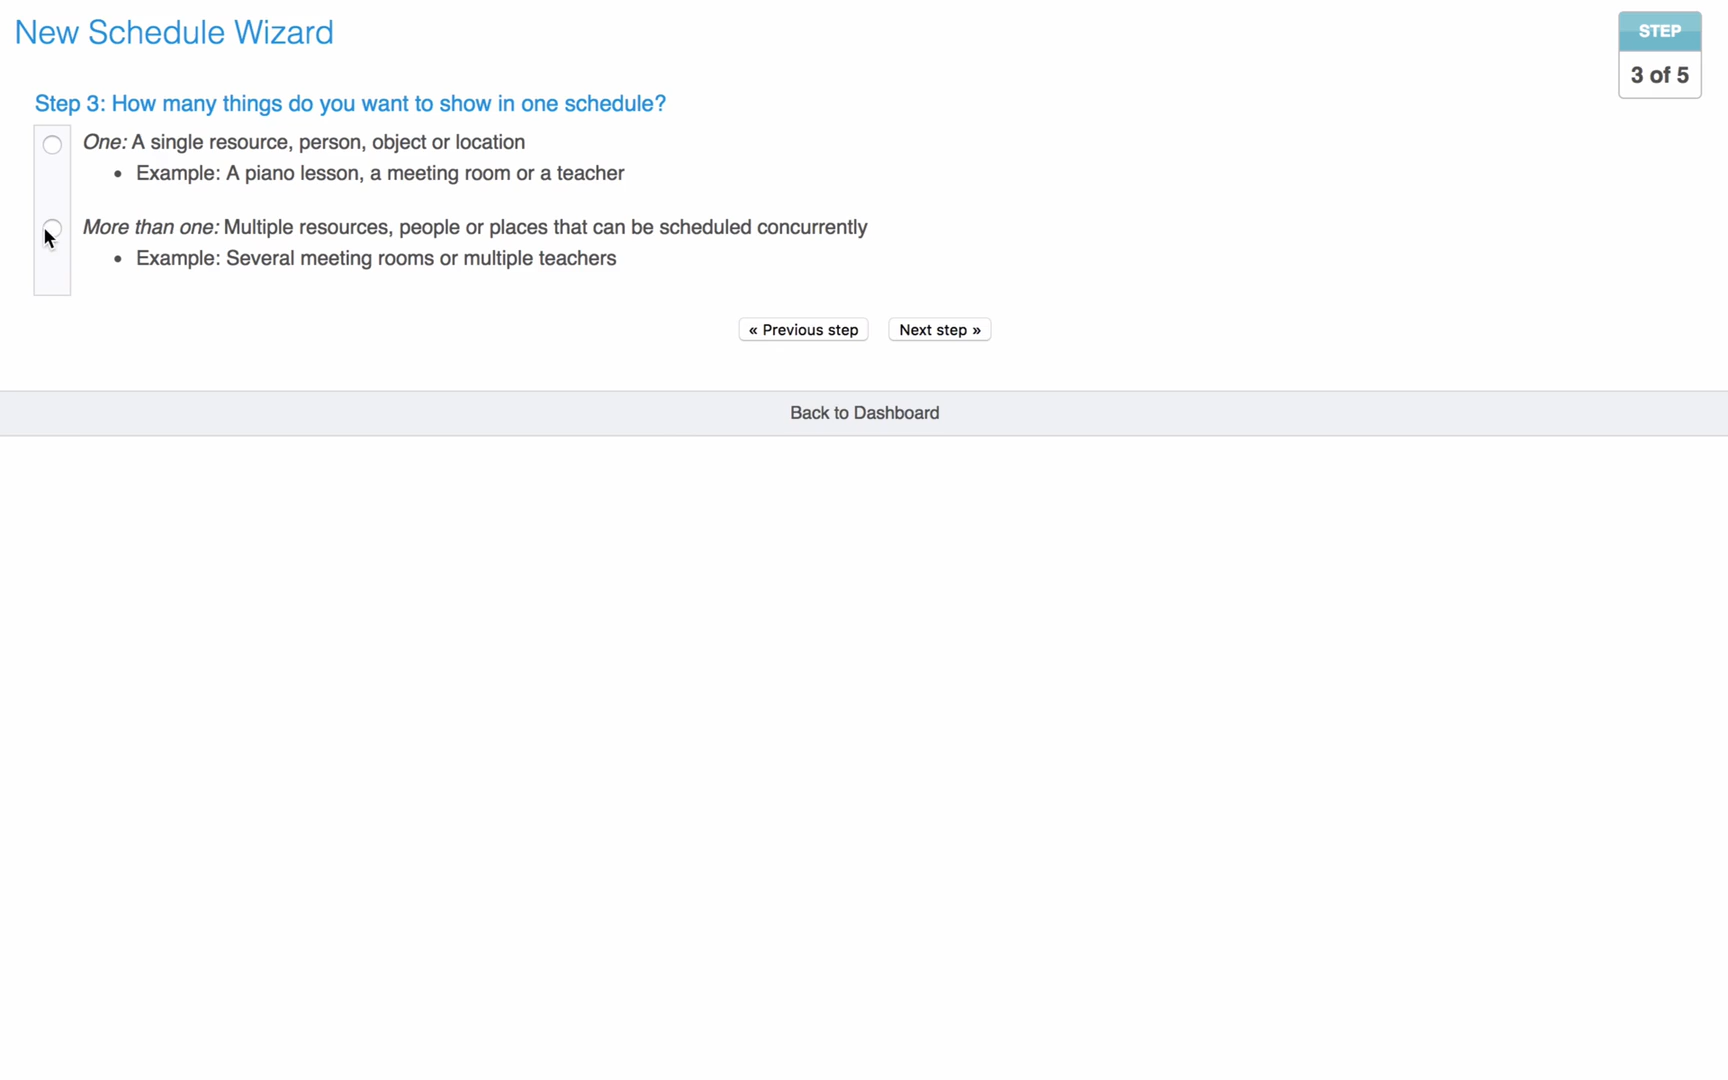 New Schedule Wizard
STEP
3 of 5
Step 3: How many things do you want to show in one schedule?
One: A single resource, person, object or location
• Example: A piano lesson, a meeting room or a teacher
More than one: Multiple resources, people or places that can be scheduled concurrently
• Example: Several meeting rooms or multiple teachers
« Previous step Next step »
Back to Dashboard